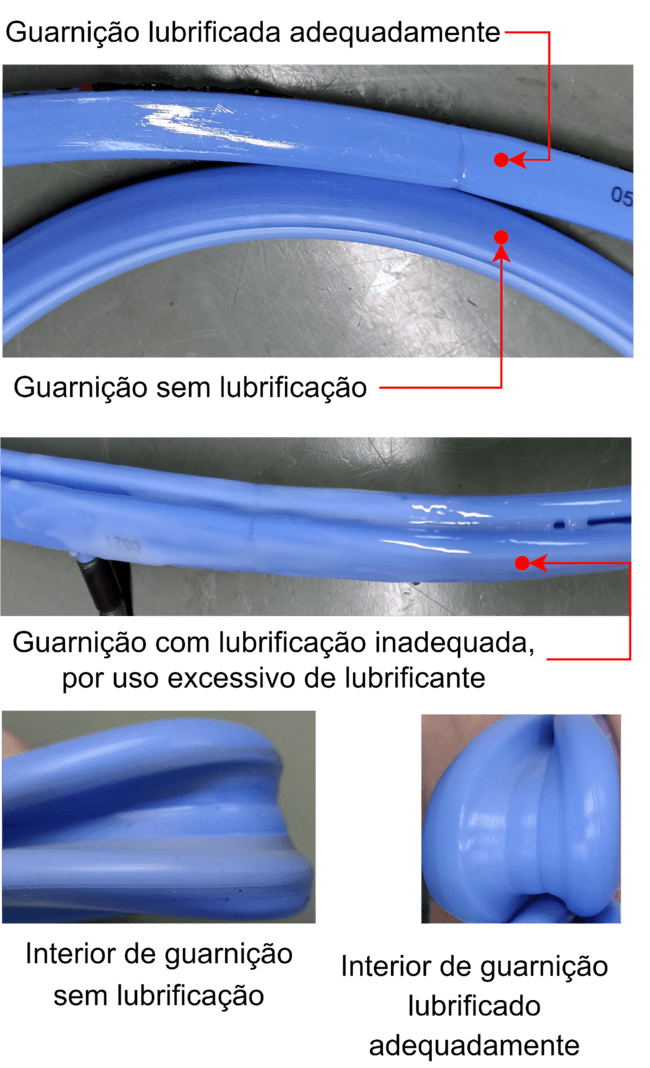 Guarnição lubrificada adequadamente
05
Guarnição sem lubrificação
Guarnição com lubrificação inadequada,
por uso excessivo de lubrificante
Interior de guarnição
sem lubrificação
Interior de guarnição
lubrificado
adequadamente